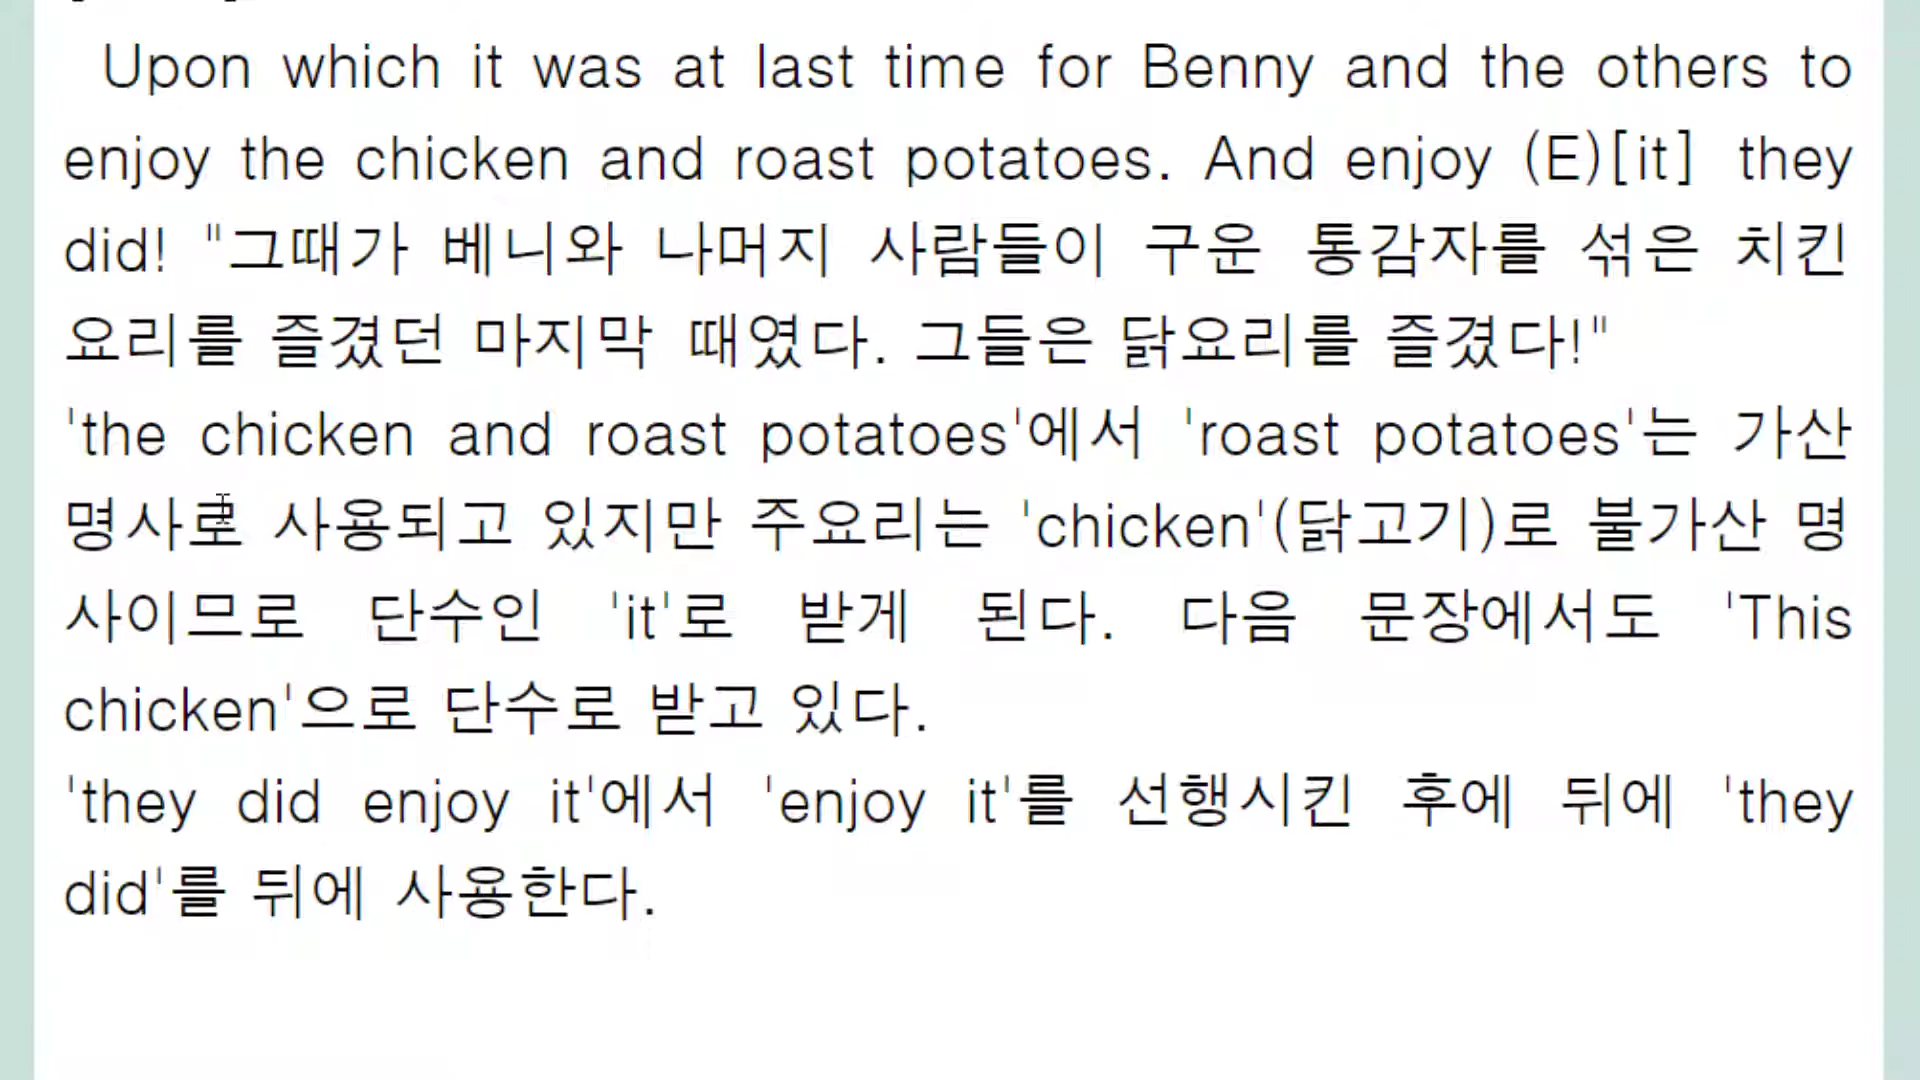 Upon which it was at last time for Benny and the others to
enjoy the chicken and roast potatoes. And enjoy (E)[it] they
did! "그때가 베니와 나머지 사람들이 구운 통감자를 섞은 치킨
요리를 즐겼던 마지막 때였다. 그들은 닭요리를 즐겼다!"
'the chicken and roast potatoes'에서 'roast potatoes'는 가산
명사로 사용되고 있지만 주요리는 'chicken'(닭고기)로 불가산 명
사이므로 단수인 'it'로 받게 된다. 다음 문장에서도 'This
chicken'으로 단수로 받고 있다.
'they did enjoy it'에서 'enjoy it'를 선행시킨 후에 뒤에 'they
did'를 뒤에 사용한다.